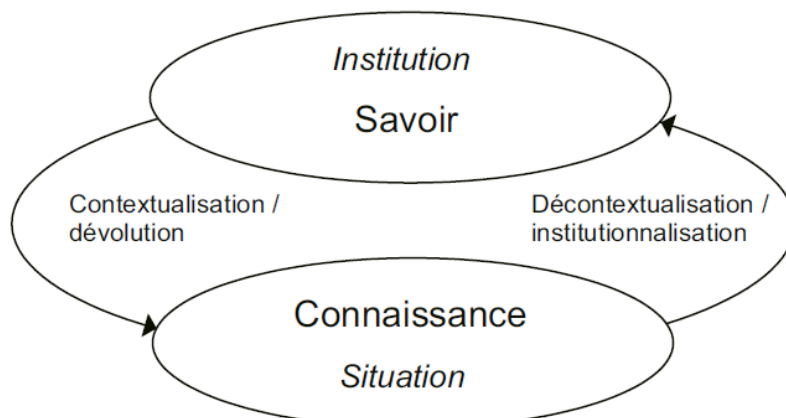 Institution
Savoir
Contextualisation /
dévolution
Décontextualisation /
institutionnalisation
Connaissance
Situation